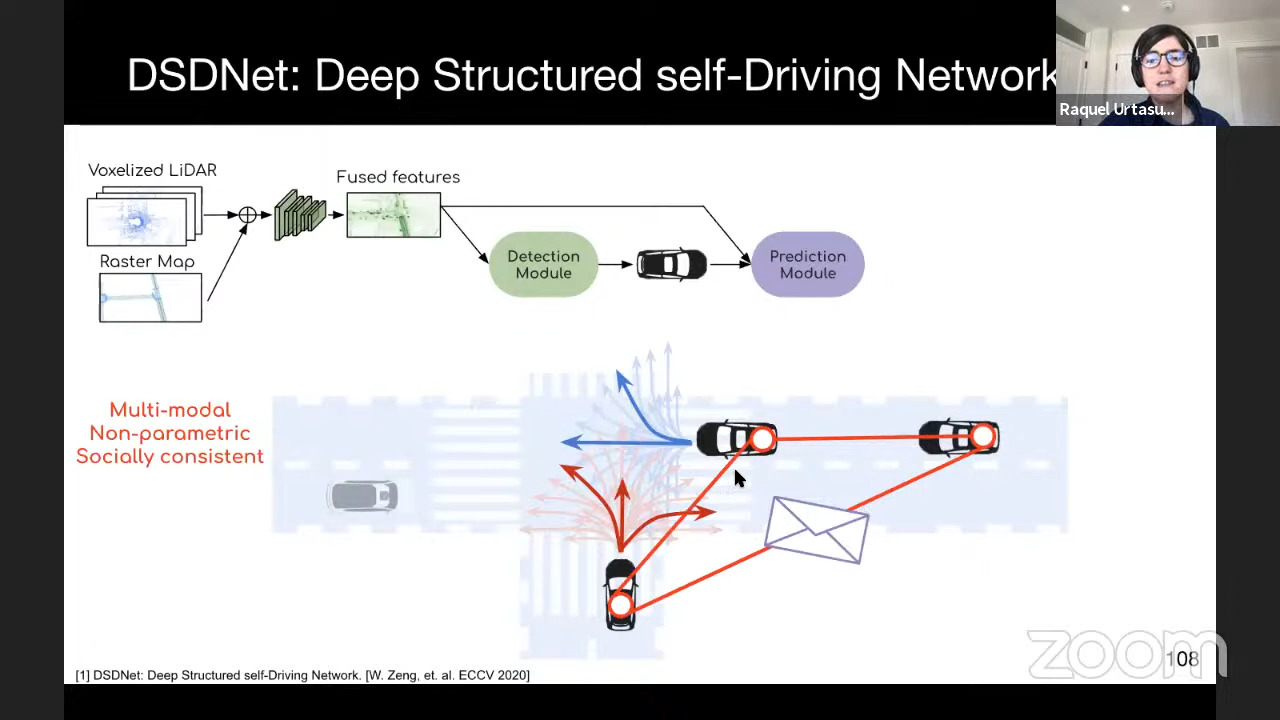 DSDNet: Deep Structured self-Driving Network
Raquel Urtasu...
Voxelized LiDAR
Fused features
Raster Map
Detection
Module
Prediction
Module
Multi-modal
Non-parametric
Socially consistent
[1] DSDNet: Deep Structured self-Driving Network. [W. Zeng, et. al. ECCV 2020]
zoom
108